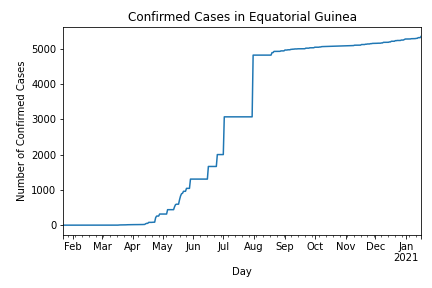 Confirmed Cases in Equatorial Guinea
Number of Confirmed Cases
5000
4000
3000
2000
1000
0
Feb Mar Apr May Jun Jul Aug Sep Oct Nov Dec Jan
2021
Day